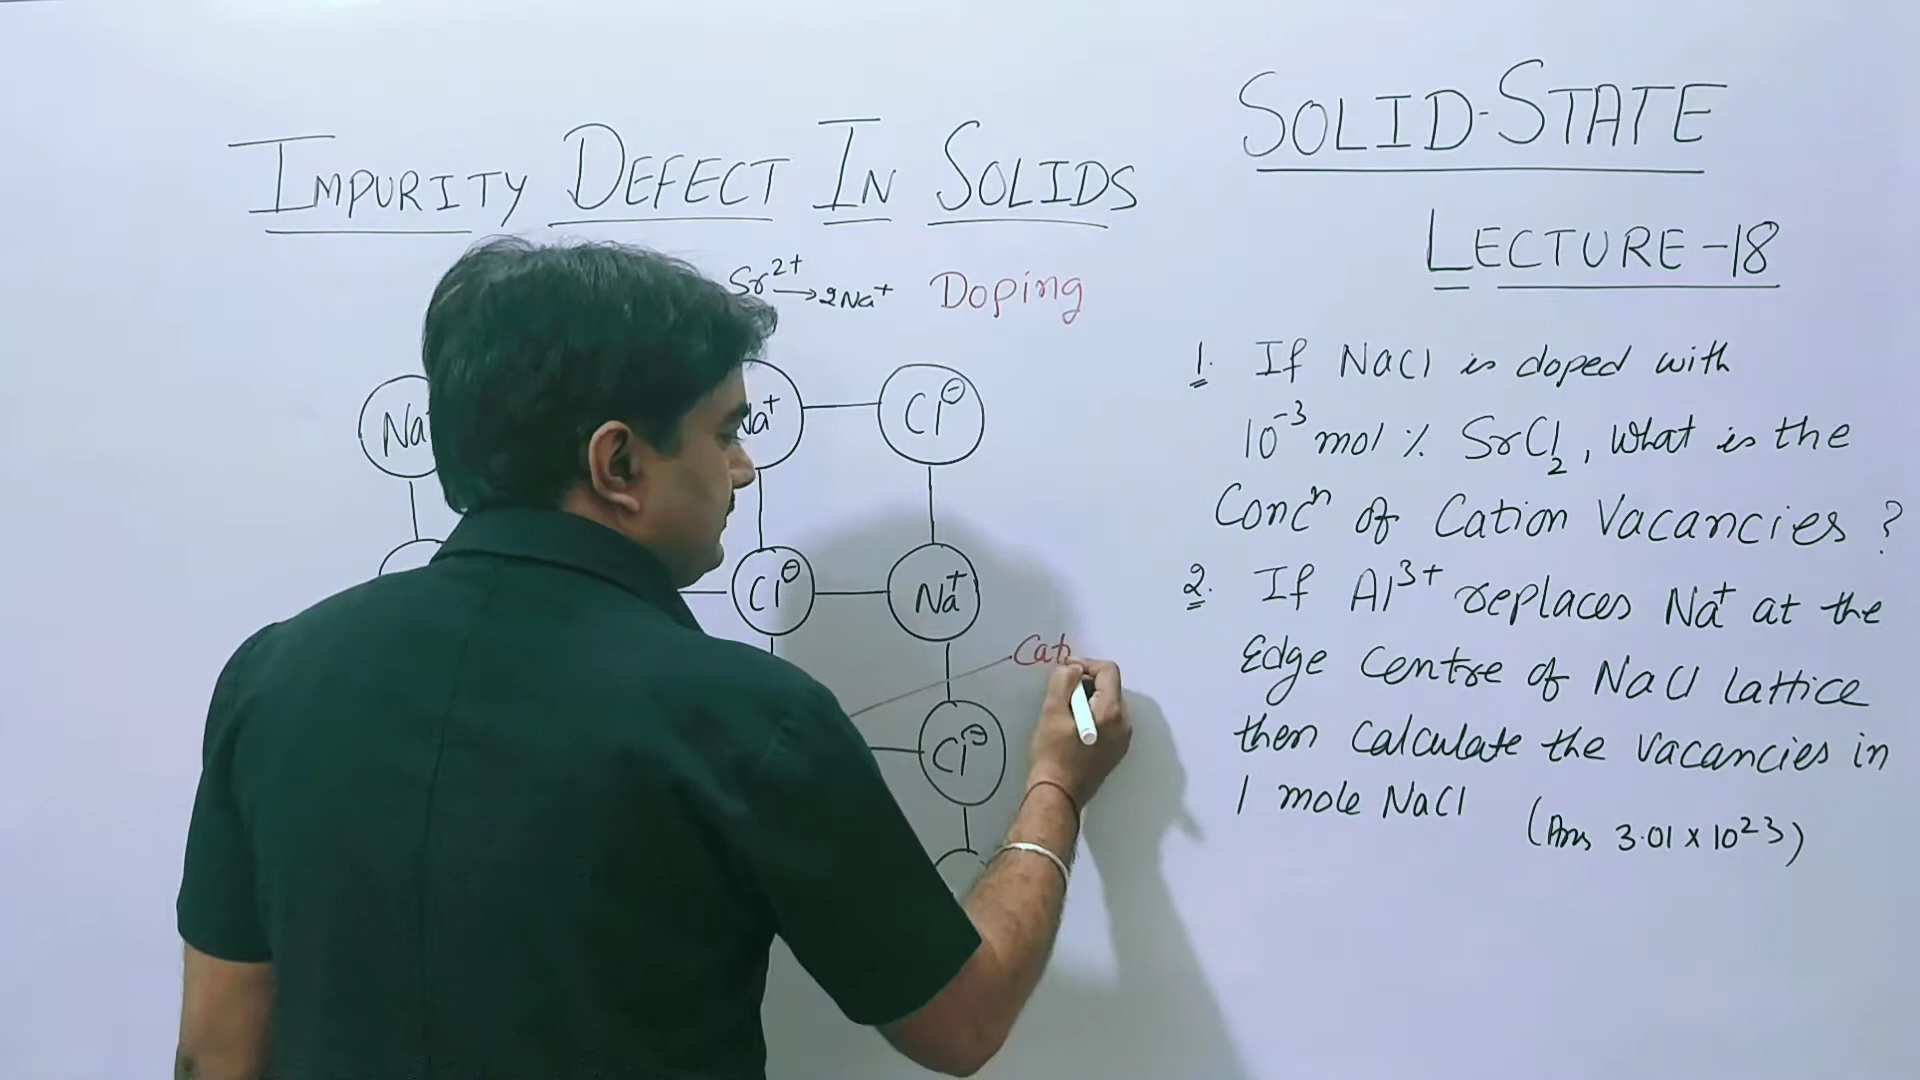 IMPURITY DEFECT IN SOLIDS
Sr²⁺ → 2Na⁺ Doping
Na Na⁺ Cl⊖
Cl⊖ Na⁺
Cati
Cl⊖
SOLID-STATE
LECTURE-18
1. If NaCl is doped with
10⁻³ mol % SrCl₂, What is the
Concⁿ of Cation Vacancies ?
2. If Al³⁺ replaces Na⁺ at the
Edge Centre of NaCl Lattice
then Calculate the Vacancies in
1 mole NaCl (Ans 3.01 x 10²³)